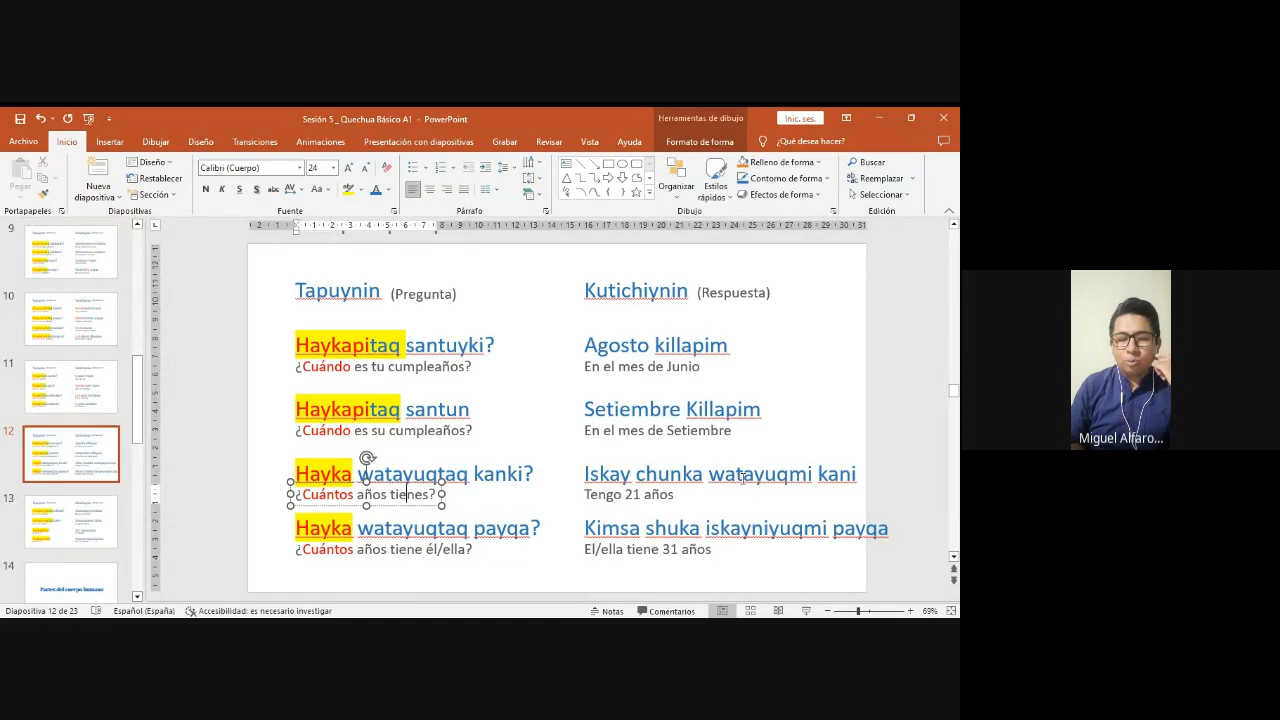 Sesión 5 _ Quechua Básico A1 - PowerPoint
Herramientas de dibujo
Inic. ses.
Archivo Inicio Insertar Dibujar Diseño Transiciones Animaciones Presentación con diapositivas Grabar Revisar Vista Ayuda Formato de forma ¿Qué desea hacer?
Pegar
Nueva diapositiva
Diseño
Restablecer
Sección
Calibri (Cuerpo) 24
N K S S
Organizar
Estilos rápidos
Relleno de forma
Contorno de forma
Efectos de forma
Buscar
Reemplazar
Seleccionar
Portapapeles Diapositivas Fuente Párrafo Dibujo Edición
9
10
11
12
13
14
Partes del cuerpo humano
Tapuynin (Pregunta)
Kutichiynin (Respuesta)
Haykapitaq santuyki?
Agosto killapim
¿Cuándo es tu cumpleaños?
En el mes de Junio
Haykapitaq santun
Setiembre Killapim
¿Cuándo es su cumpleaños?
En el mes de Setiembre
Hayka watayuqtaq kanki?
Iskay chunka watayuqmi kani
¿Cuántos años tienes?
Tengo 21 años
Hayka watayuqtaq payqa?
Kimsa shuka iskayniyuqmi payqa
¿Cuántos años tiene él/ella?
El/ella tiene 31 años
Diapositiva 12 de 23 Español (España) Accesibilidad: es necesario investigar Notas Comentarios 69%
Miguel Alfaro...